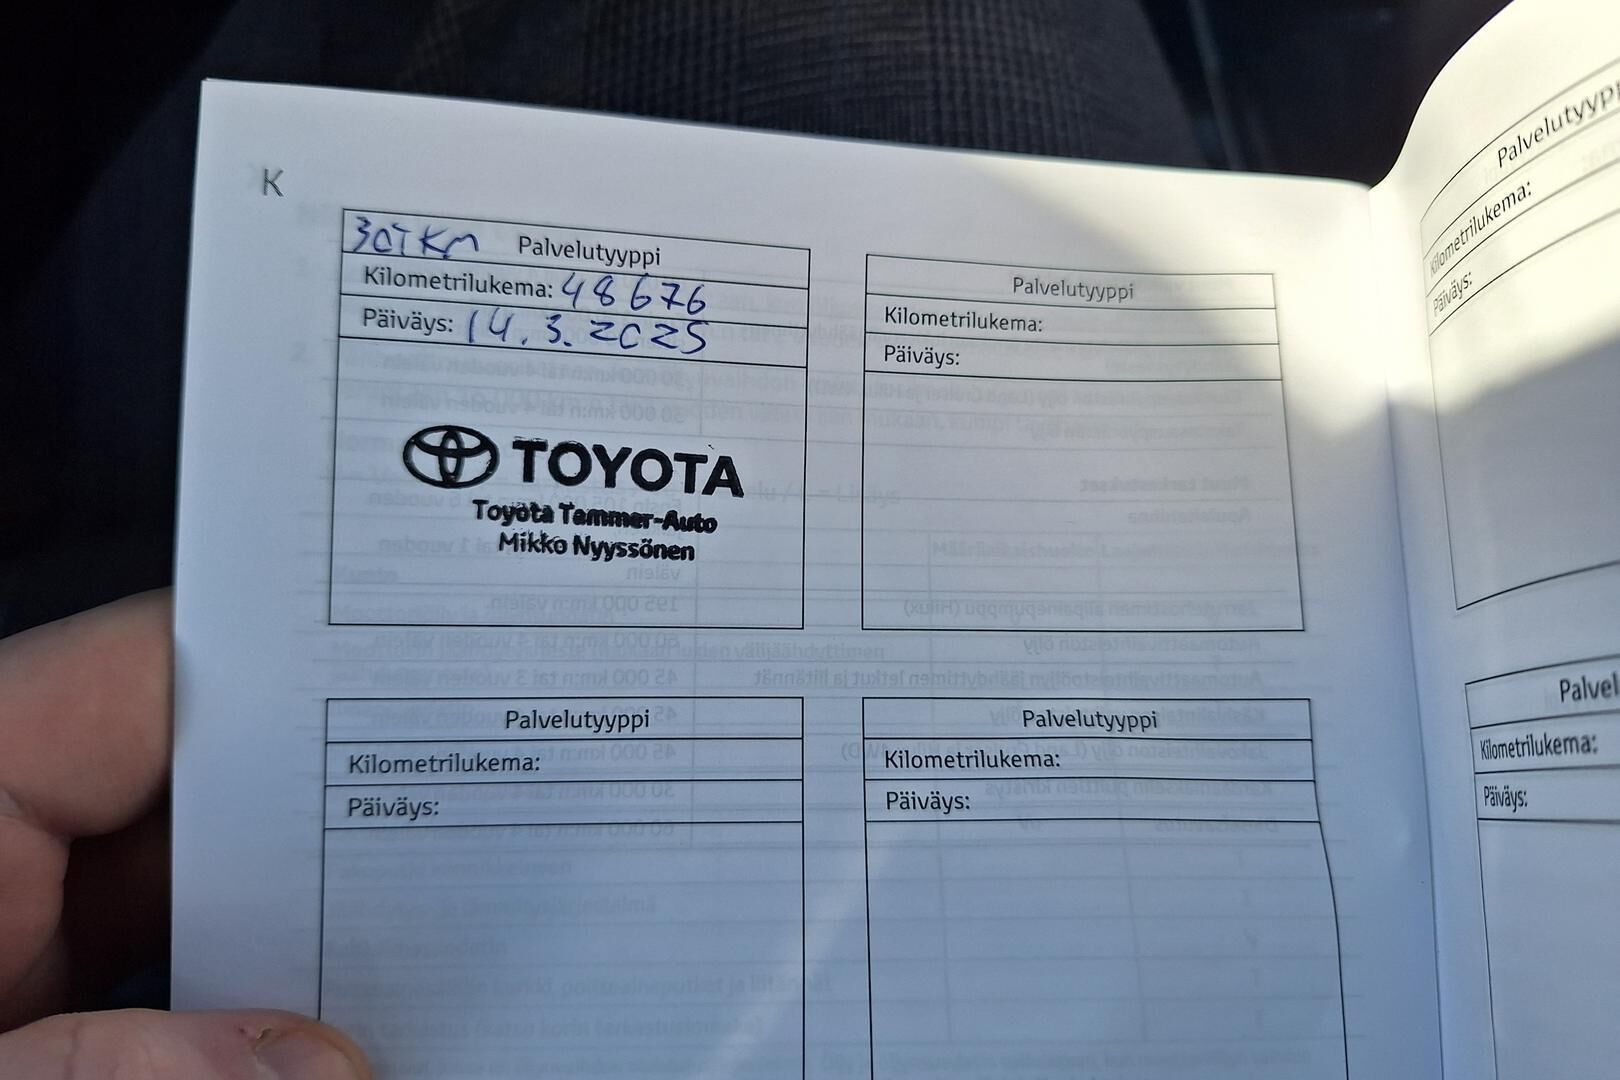 K
30TKM Palvelutyyppi
Kilometrilukema: 48676
Päiväys: 14.3.2025
TOYOTA
Toyota Tammer-Auto
Mikko Nyyssönen
Palvelutyyppi
Kilometrilukema:
Päiväys:
Palvelutyyppi
Kilometrilukema:
Päiväys:
Palvelutyyppi
Kilometrilukema:
Päiväys:
Palvelutyypp
Kilometrilukema:
Päiväys:
Palvel
Kilometrilukema:
Päiväys: